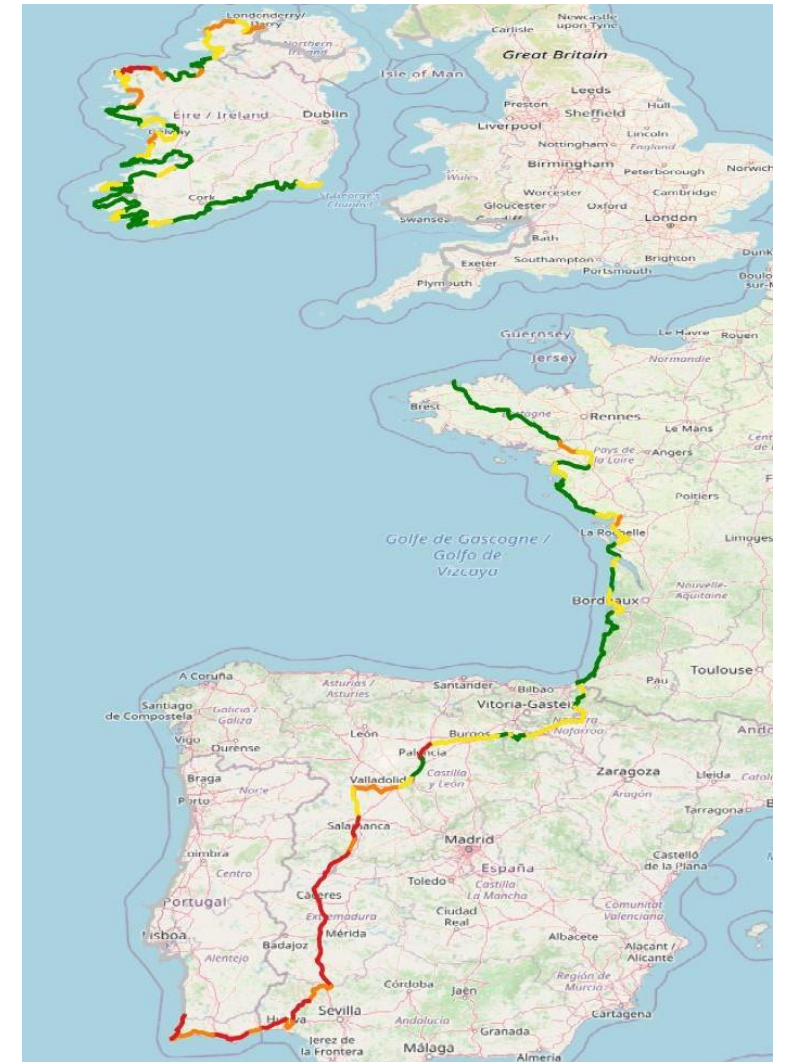 Londonderry/
Derry
Newcastle
upon Tyne
Carlisle
Northern
Ireland
Great Britain
Isle of Man
Leeds
Preston
Hull
Sheffield
Éire / Ireland
Dublin
Liverpool
Lincoln
Nottingham
England
Birmingham
Peterborough
Norwich
Wales
Worcester
Cambridge
Cork
Gloucester
Oxford
St George's
Channel
London
Swansea
Cardiff
Bath
Southampton
Brighton
Exeter
Portsmouth
Plymouth
Guernsey
Le Havre
Rouen
Jersey
Normandie
Brest
Rennes
Le Mans
Pays de
la Loire
Angers
Poitiers
La Rochelle
Golfe de Gascogne /
Golfo de
Vizcaya
Limoges
Nouvelle-
Aquitaine
Bordeaux
Toulouse
A Coruña
Pau
Asturias /
Asturies
Santander
Bilbao
Santiago
de Compostela
Galicia /
Galiza
Vitoria-Gasteiz
León
Burgos
Navarra
Nafarroa
Vigo
Ourense
Palencia
Braga
Norte
Valladolid
Castilla
y León
Zaragoza
Lleida
Aragón
Porto
Tarragona
Salamanca
Coimbra
Madrid
Centro
España
Castelló
de la Plana
Toledo
Castilla
La Mancha
Cáceres
Portugal
Extremadura
Ciudad
Real
Comunitat
Valenciana
Lisboa
Mérida
Badajoz
Albacete
Alacant /
Alicante
Alentejo
Región de
Murcia
Córdoba
Jaén
Huelva
Sevilla
Cartagena
Andalucía
Granada
Jerez de
la Frontera
Málaga
Almería